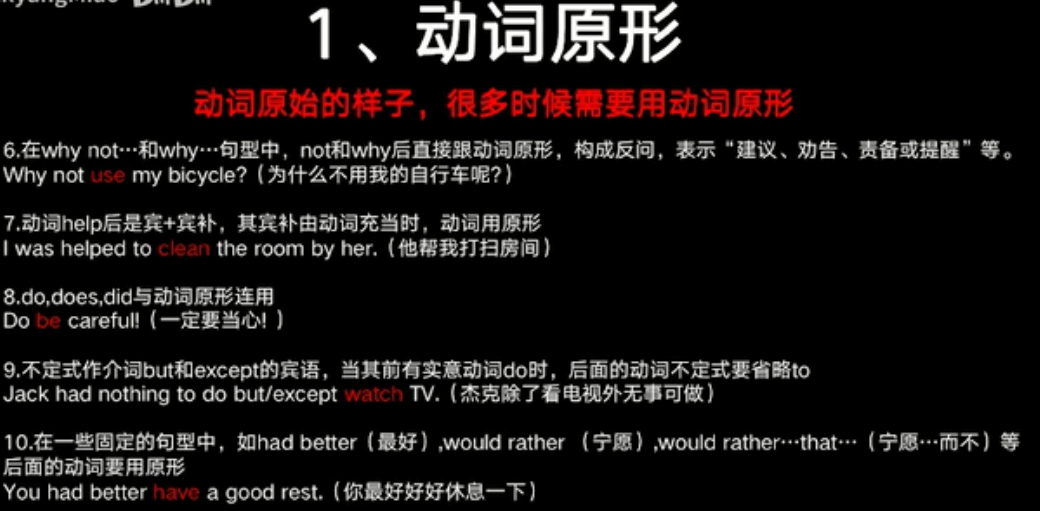 1、动词原形
动词原始的样子，很多时候需要用动词原形
6.在why not…和why…句型中，not和why后直接跟动词原形，构成反问，表示“建议、劝告、责备或提醒”等。
Why not use my bicycle?（为什么不用我的自行车呢?）
7.动词help后是宾+宾补，其宾补由动词充当时，动词用原形
I was helped to clean the room by her.（他帮我打扫房间）
8.do,does,did与动词原形连用
Do be careful!（一定要当心! ）
9.不定式作介词but和except的宾语，当其前有实意动词do时，后面的动词不定式要省略to
Jack had nothing to do but/except watch TV.（杰克除了看电视外无事可做）
10.在一些固定的句型中，如had better（最好）,would rather （宁愿）,would rather…that…（宁愿…而不）等
后面的动词要用原形
You had better have a good rest.（你最好好好休息一下）